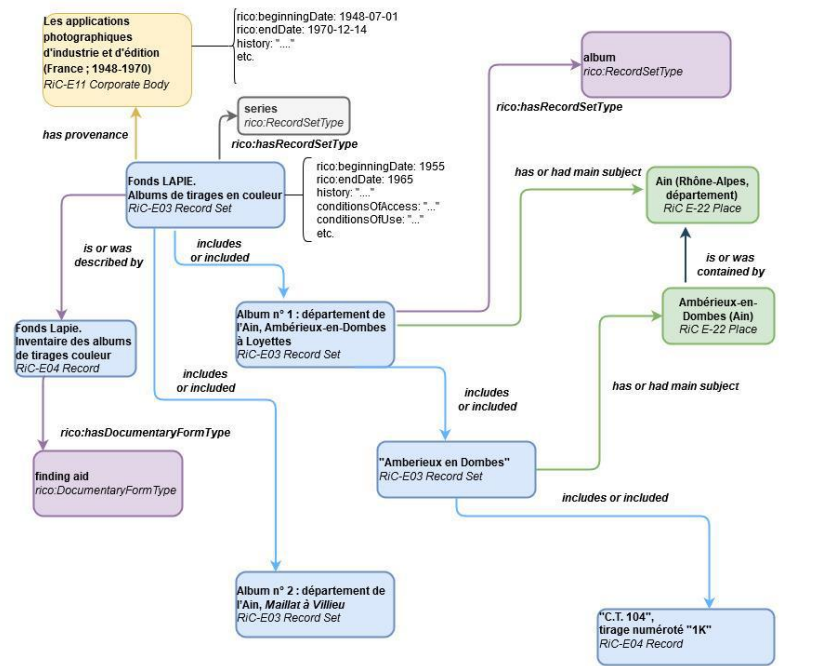 Les applications
photographiques
d'industrie et d'édition
(France ; 1948-1970)
RiC-E11 Corporate Body
rico:beginningDate: 1948-07-01
rico:endDate: 1970-12-14
history: "...."
etc.
album
rico:RecordSetType
series
rico:RecordSetType
rico:hasRecordSetType
has provenance
rico:hasRecordSetType
Fonds LAPIE.
Albums de tirages en couleur
RiC-E03 Record Set
rico:beginningDate: 1955
rico:endDate: 1965
history: "...."
conditionsOfAccess: "..."
conditionsOfUse: "..."
etc.
has or had main subject
Ain (Rhône-Alpes,
département)
RiC E-22 Place
is or was
described by
includes
or included
is or was
contained by
Album n° 1 : département de
l'Ain, Ambérieux-en-Dombes
à Loyettes
RiC-E03 Record Set
Ambérieux-en-
Dombes (Ain)
RiC E-22 Place
Fonds Lapie.
Inventaire des albums
de tirages couleur
RiC-E04 Record
includes
or included
includes
or included
has or had main subject
rico:hasDocumentaryFormType
finding aid
rico:DocumentaryFormType
"Amberieux en Dombes"
RiC-E03 Record Set
includes or included
Album n° 2 : département de
l'Ain, Maillat à Villieu
RiC-E03 Record Set
"C.T. 104",
tirage numéroté "1K"
RiC-E04 Record